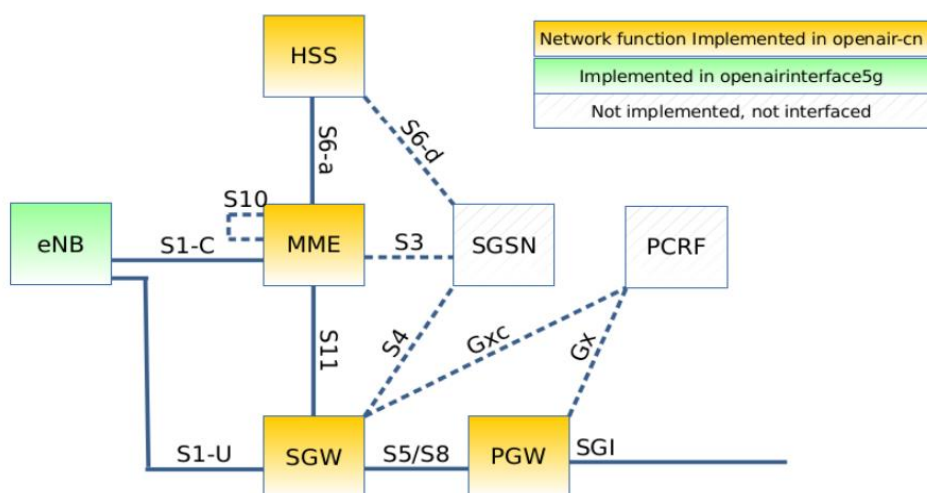 HSS
Network function Implemented in openair-cn
Implemented in openairinterface5g
Not implemented, not interfaced
S6-a
S6-d
S10
eNB
S1-C
MME
S3
SGSN
PCRF
S11
S4
Gxc
Gx
S1-U
SGW
S5/S8
PGW
SGI